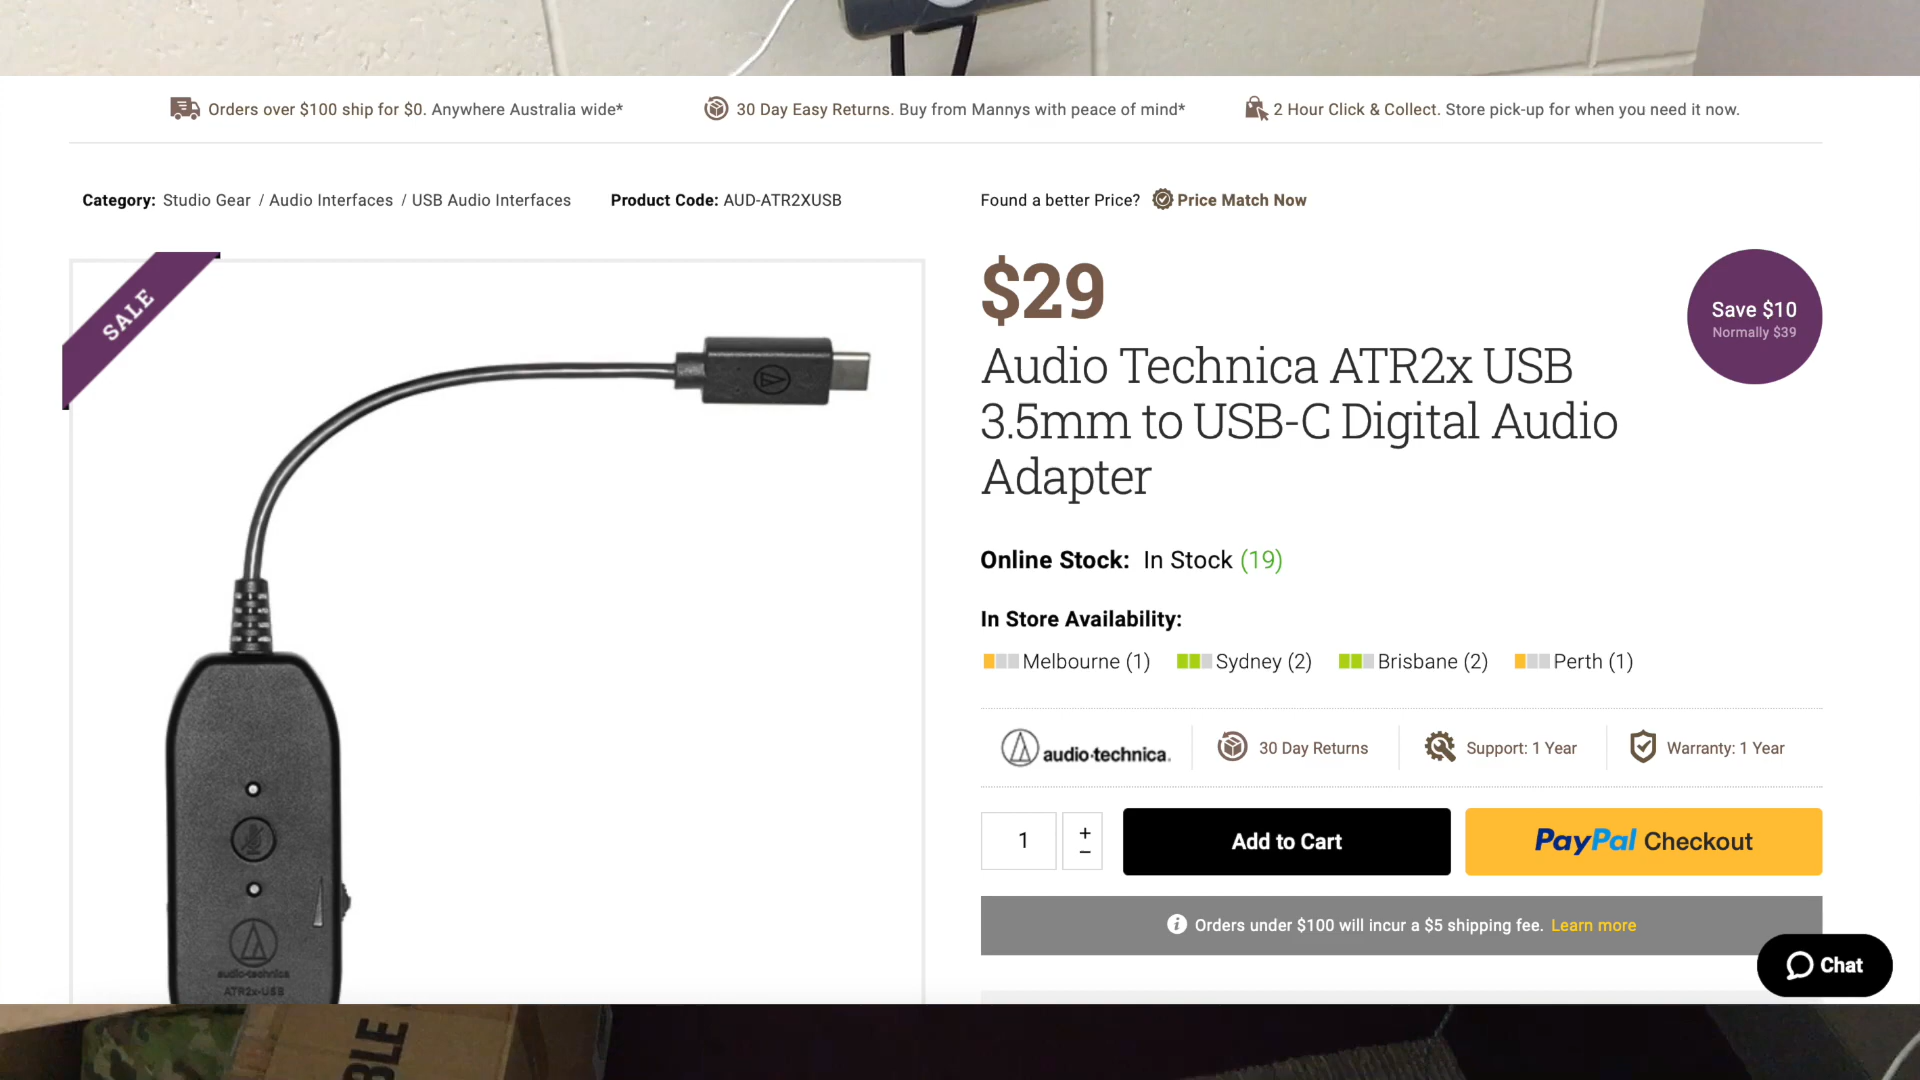 Orders over $100 ship for $0. Anywhere Australia wide*
30 Day Easy Returns. Buy from Mannys with peace of mind*
2 Hour Click & Collect. Store pick-up for when you need it now.
Category: Studio Gear / Audio Interfaces / USB Audio Interfaces
Product Code: AUD-ATR2XUSB
Found a better Price? Price Match Now
SALE
$29
Save $10
Normally $39
Audio Technica ATR2x USB
3.5mm to USB-C Digital Audio
Adapter
Online Stock: In Stock (19)
In Store Availability:
Melbourne (1) Sydney (2) Brisbane (2) Perth (1)
audio-technica.
30 Day Returns
Support: 1 Year
Warranty: 1 Year
1
+
−
Add to Cart
PayPal Checkout
Orders under $100 will incur a $5 shipping fee. Learn more
Chat
audio-technica
ATR2x-USB
BLE